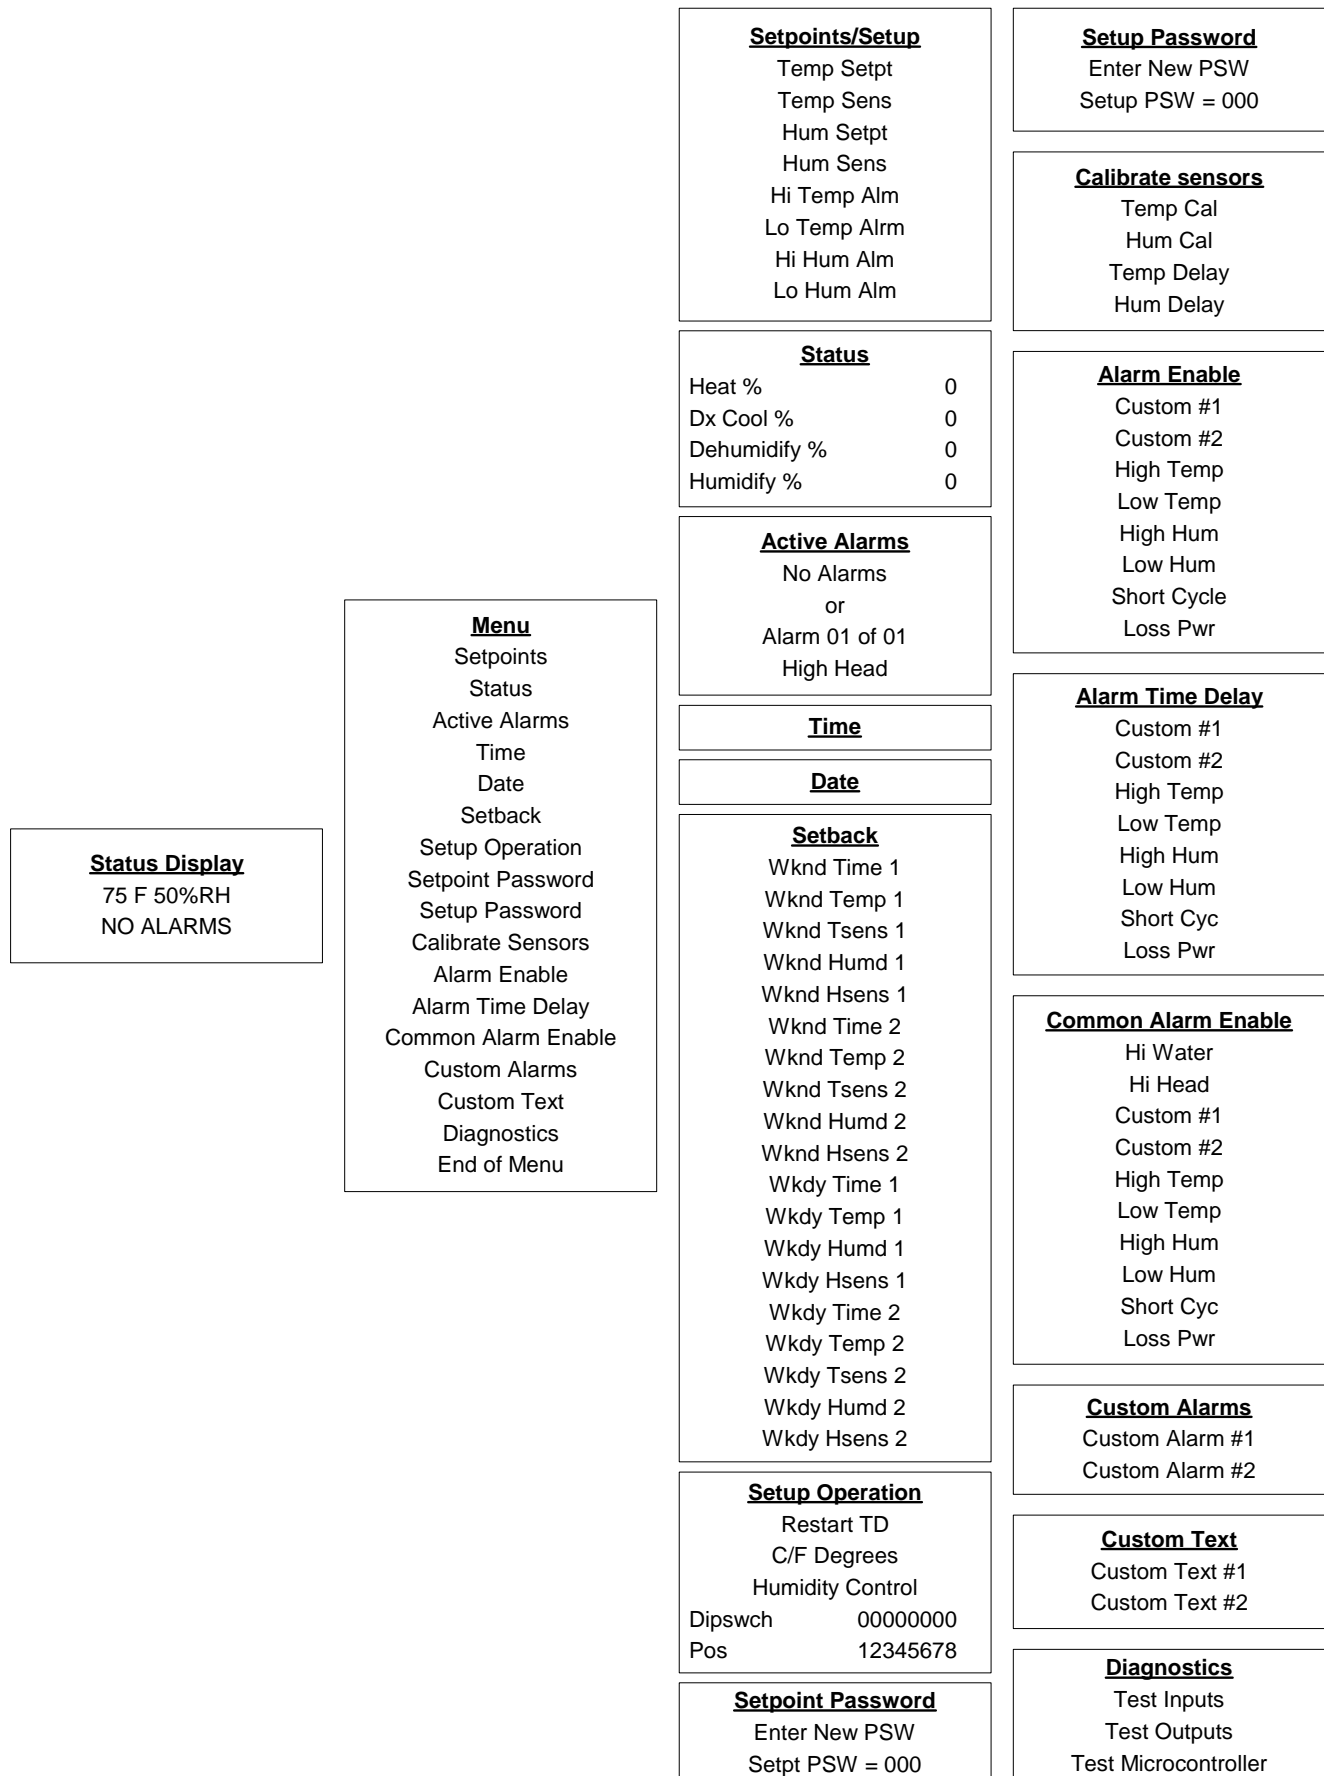 Status Display
75 F 50%RH
NO ALARMS
Menu
Setpoints
Status
Active Alarms
Time
Date
Setback
Setup Operation
Setpoint Password
Setup Password
Calibrate Sensors
Alarm Enable
Alarm Time Delay
Common Alarm Enable
Custom Alarms
Custom Text
Diagnostics
End of Menu
Setpoints/Setup
Temp Setpt
Temp Sens
Hum Setpt
Hum Sens
Hi Temp Alm
Lo Temp Alrm
Hi Hum Alm
Lo Hum Alm
Status
Heat % 0
Dx Cool % 0
Dehumidify % 0
Humidify % 0
Active Alarms
No Alarms
or
Alarm 01 of 01
High Head
Time
Date
Setback
Wknd Time 1
Wknd Temp 1
Wknd Tsens 1
Wknd Humd 1
Wknd Hsens 1
Wknd Time 2
Wknd Temp 2
Wknd Tsens 2
Wknd Humd 2
Wknd Hsens 2
Wkdy Time 1
Wkdy Temp 1
Wkdy Humd 1
Wkdy Hsens 1
Wkdy Time 2
Wkdy Temp 2
Wkdy Tsens 2
Wkdy Humd 2
Wkdy Hsens 2
Setup Operation
Restart TD
C/F Degrees
Humidity Control
Dipswch 00000000
Pos 12345678
Setpoint Password
Enter New PSW
Setpt PSW = 000
Setup Password
Enter New PSW
Setup PSW = 000
Calibrate sensors
Temp Cal
Hum Cal
Temp Delay
Hum Delay
Alarm Enable
Custom #1
Custom #2
High Temp
Low Temp
High Hum
Low Hum
Short Cycle
Loss Pwr
Alarm Time Delay
Custom #1
Custom #2
High Temp
Low Temp
High Hum
Low Hum
Short Cyc
Loss Pwr
Common Alarm Enable
Hi Water
Hi Head
Custom #1
Custom #2
High Temp
Low Temp
High Hum
Low Hum
Short Cyc
Loss Pwr
Custom Alarms
Custom Alarm #1
Custom Alarm #2
Custom Text
Custom Text #1
Custom Text #2
Diagnostics
Test Inputs
Test Outputs
Test Microcontroller